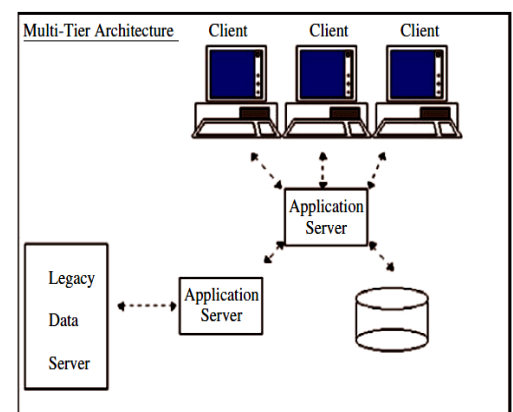 Multi-Tier Architecture Client Client Client
Application
Server
Application
Server
Legacy
Data
Server